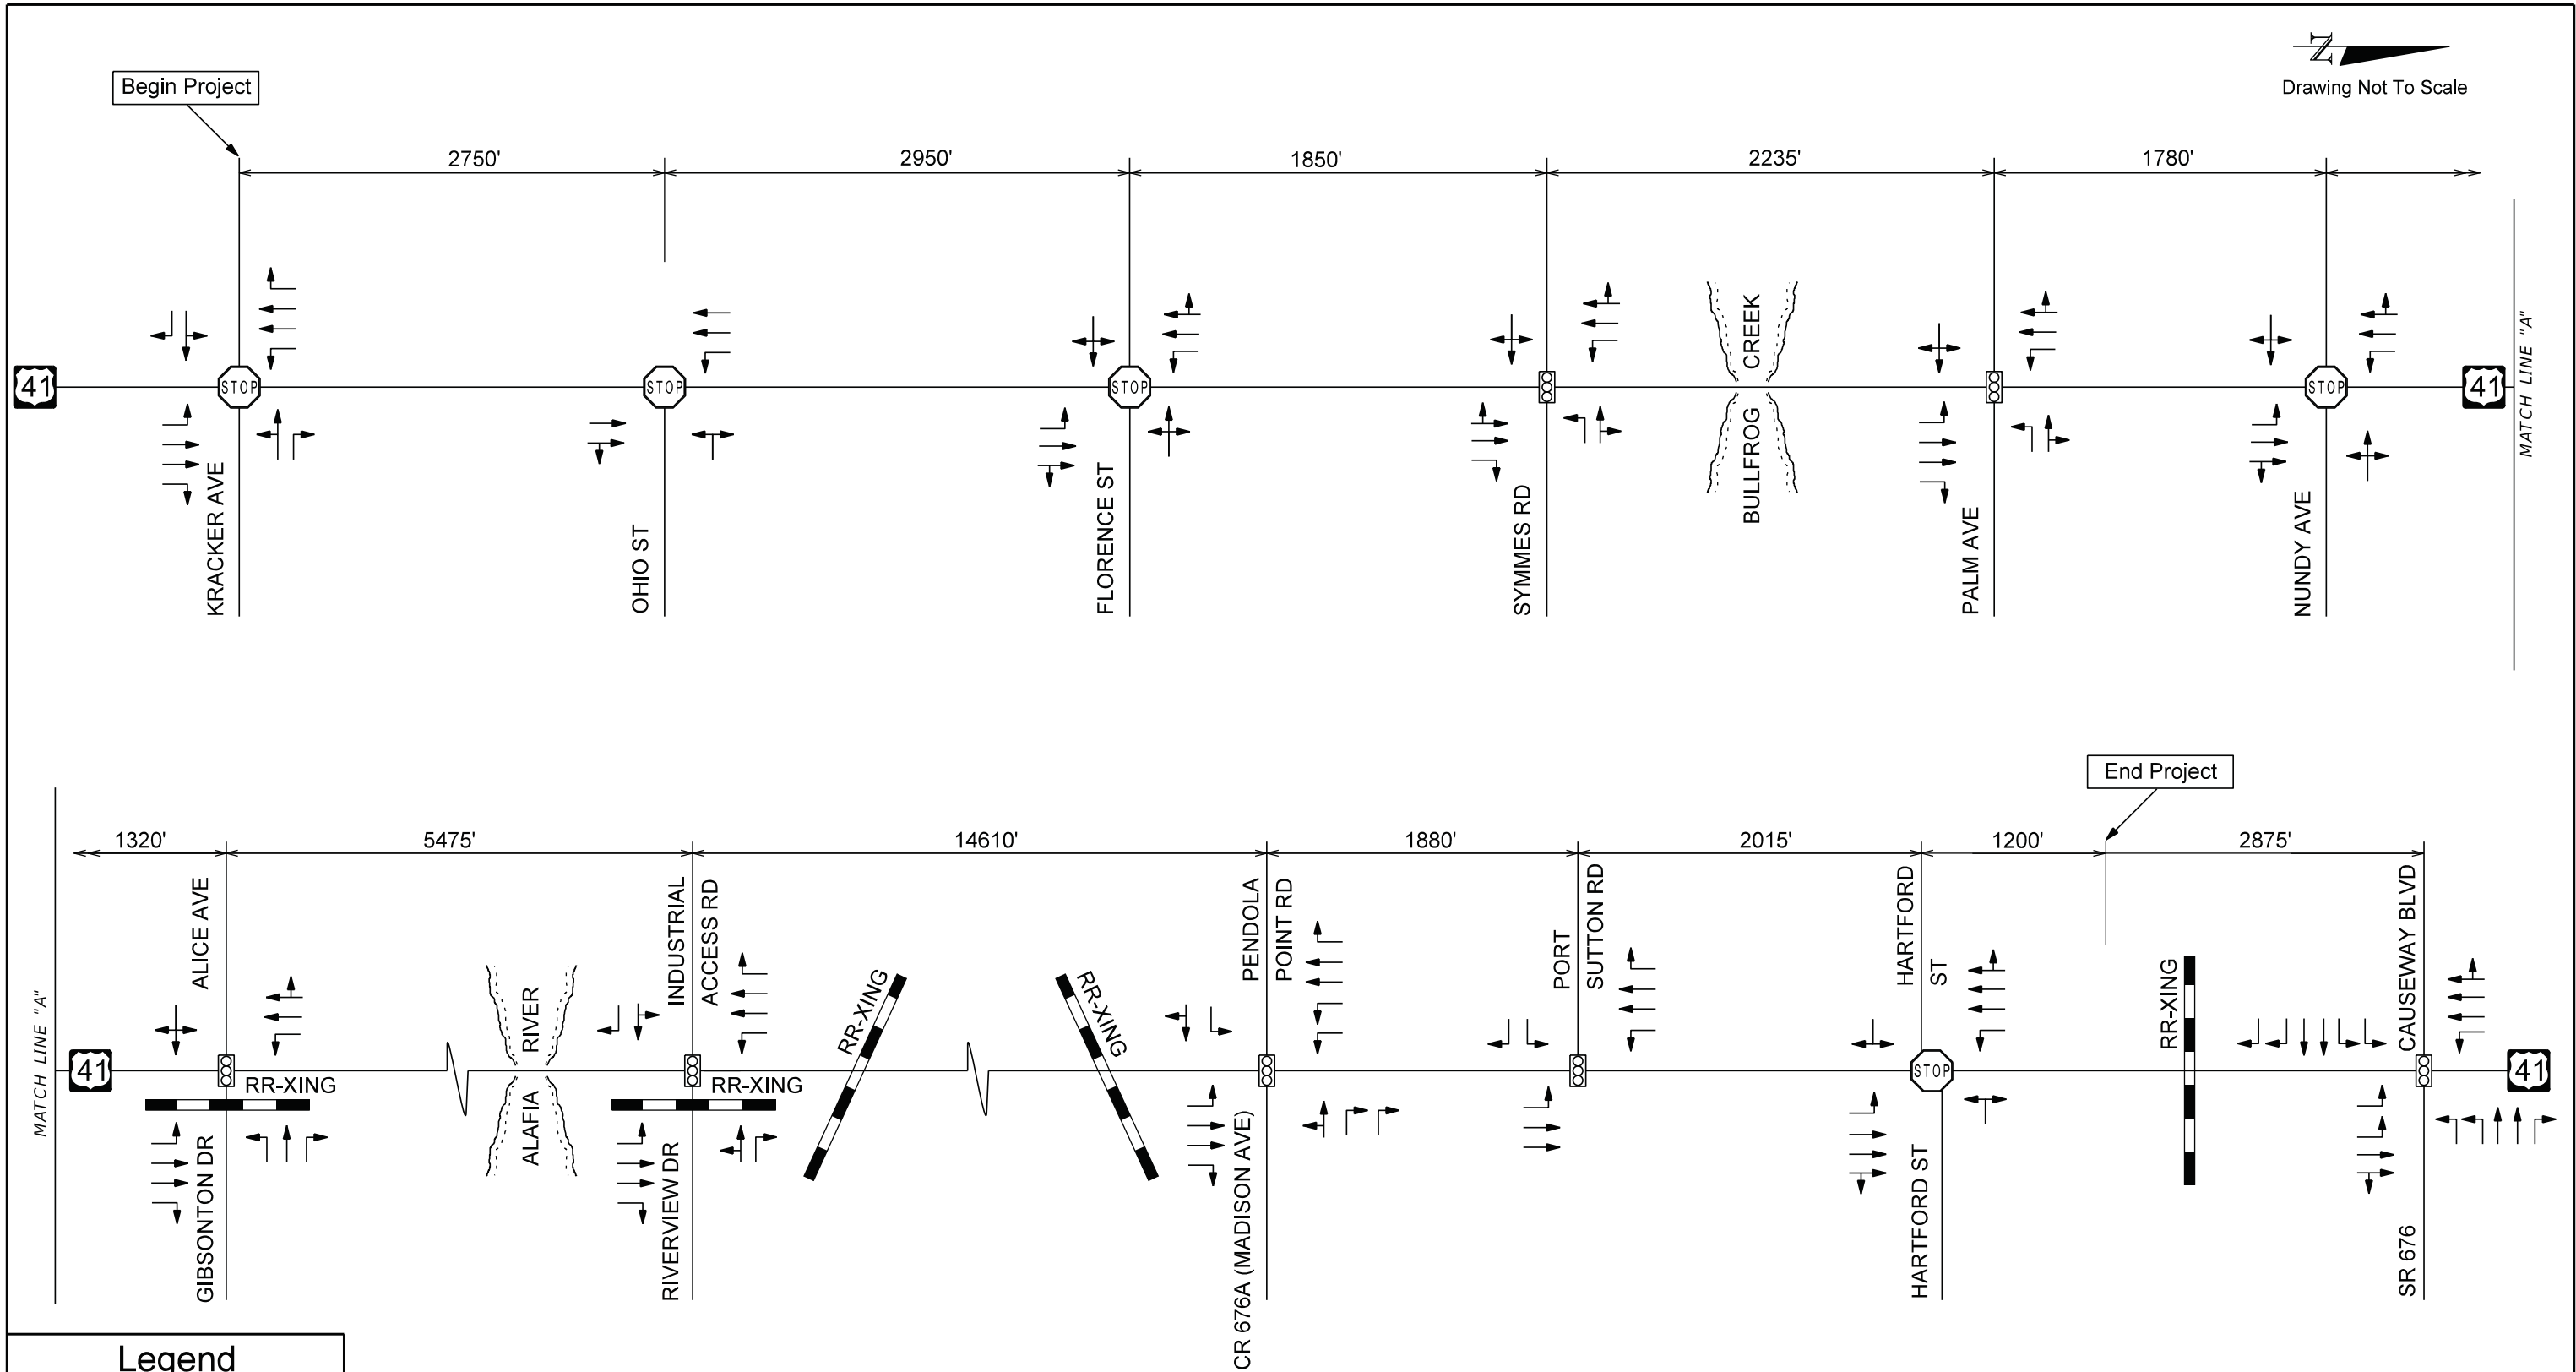 N
Drawing Not To Scale
Begin Project
2750'
2950'
1850'
2235'
1780'
41
STOP
STOP
STOP
STOP
41
KRACKER AVE
OHIO ST
FLORENCE ST
SYMMES RD
BULLFROG CREEK
PALM AVE
NUNDY AVE
MATCH LINE "A"
End Project
1320'
5475'
14610'
1880'
2015'
1200'
2875'
MATCH LINE "A"
41
ALICE AVE
GIBSONTON DR
RR-XING
ALAFIA RIVER
INDUSTRIAL
ACCESS RD
RIVERVIEW DR
RR-XING
RR-XING
RR-XING
PENDOLA
POINT RD
CR 676A (MADISON AVE)
PORT
SUTTON RD
HARTFORD
ST
STOP
HARTFORD ST
RR-XING
CAUSEWAY BLVD
SR 676
41
Legend